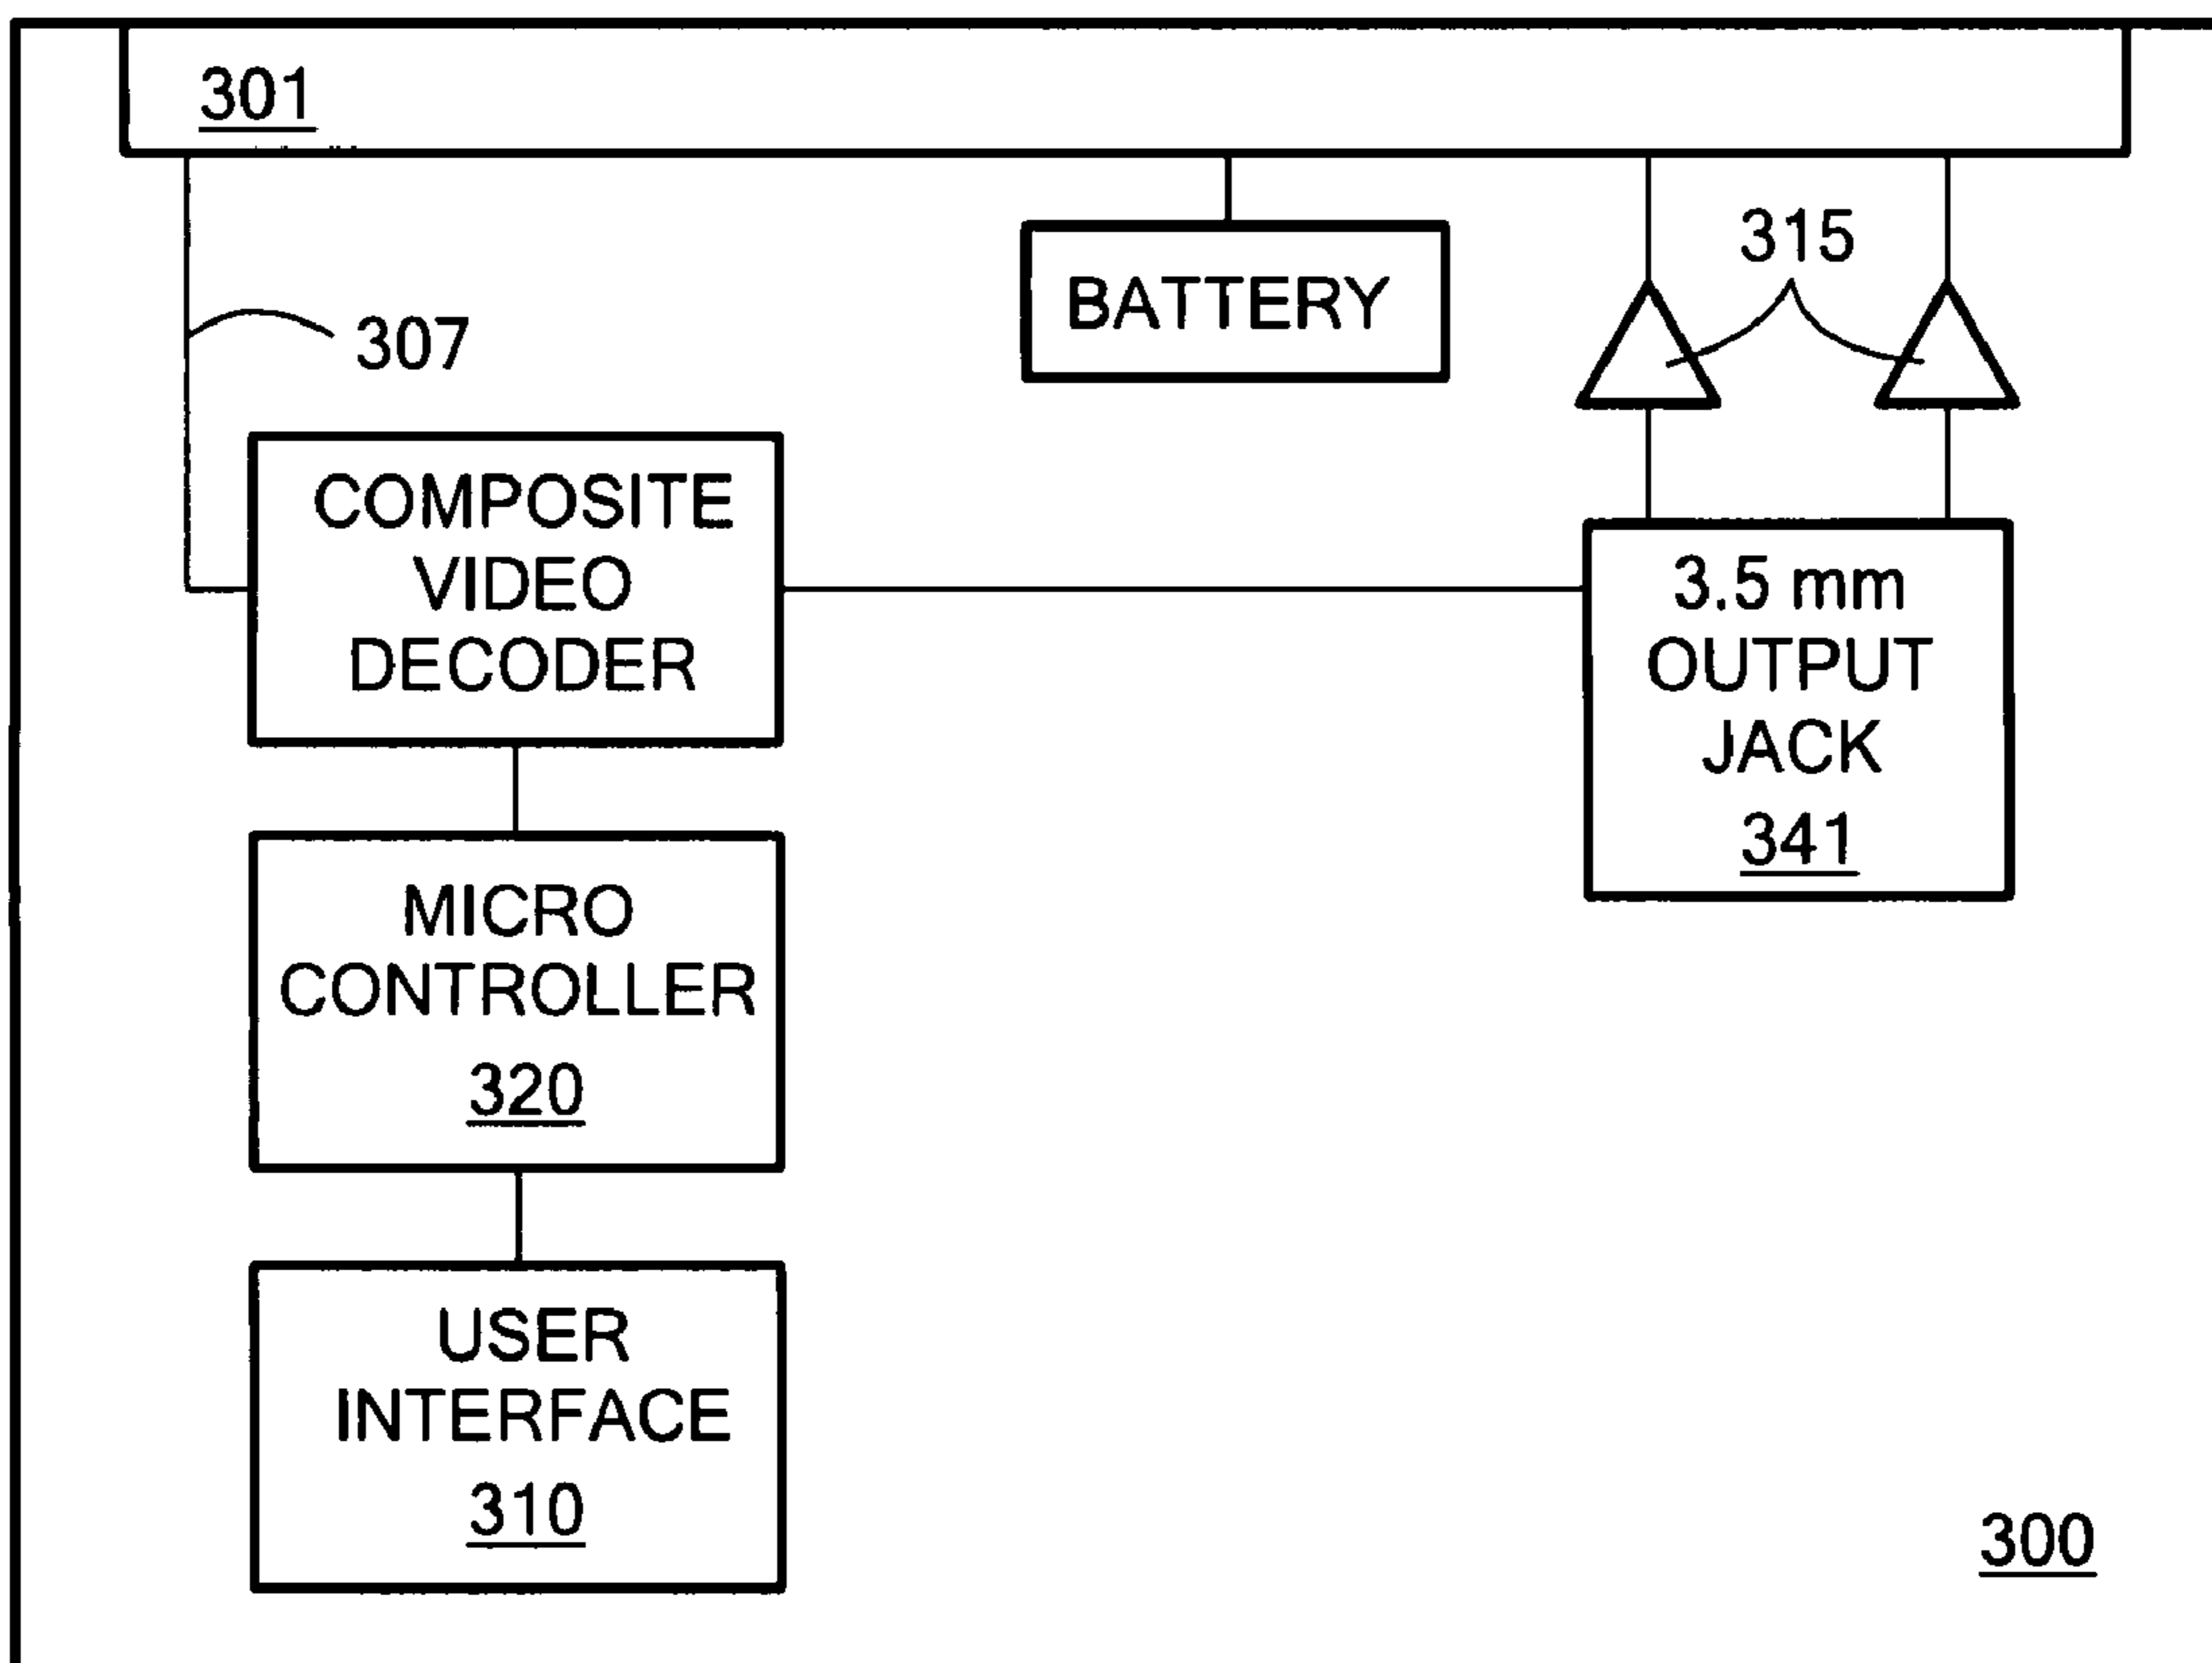 301
307
BATTERY
315
COMPOSITE
VIDEO
DECODER
3.5 mm
OUTPUT
JACK
341
MICRO
CONTROLLER
320
USER
INTERFACE
310
300